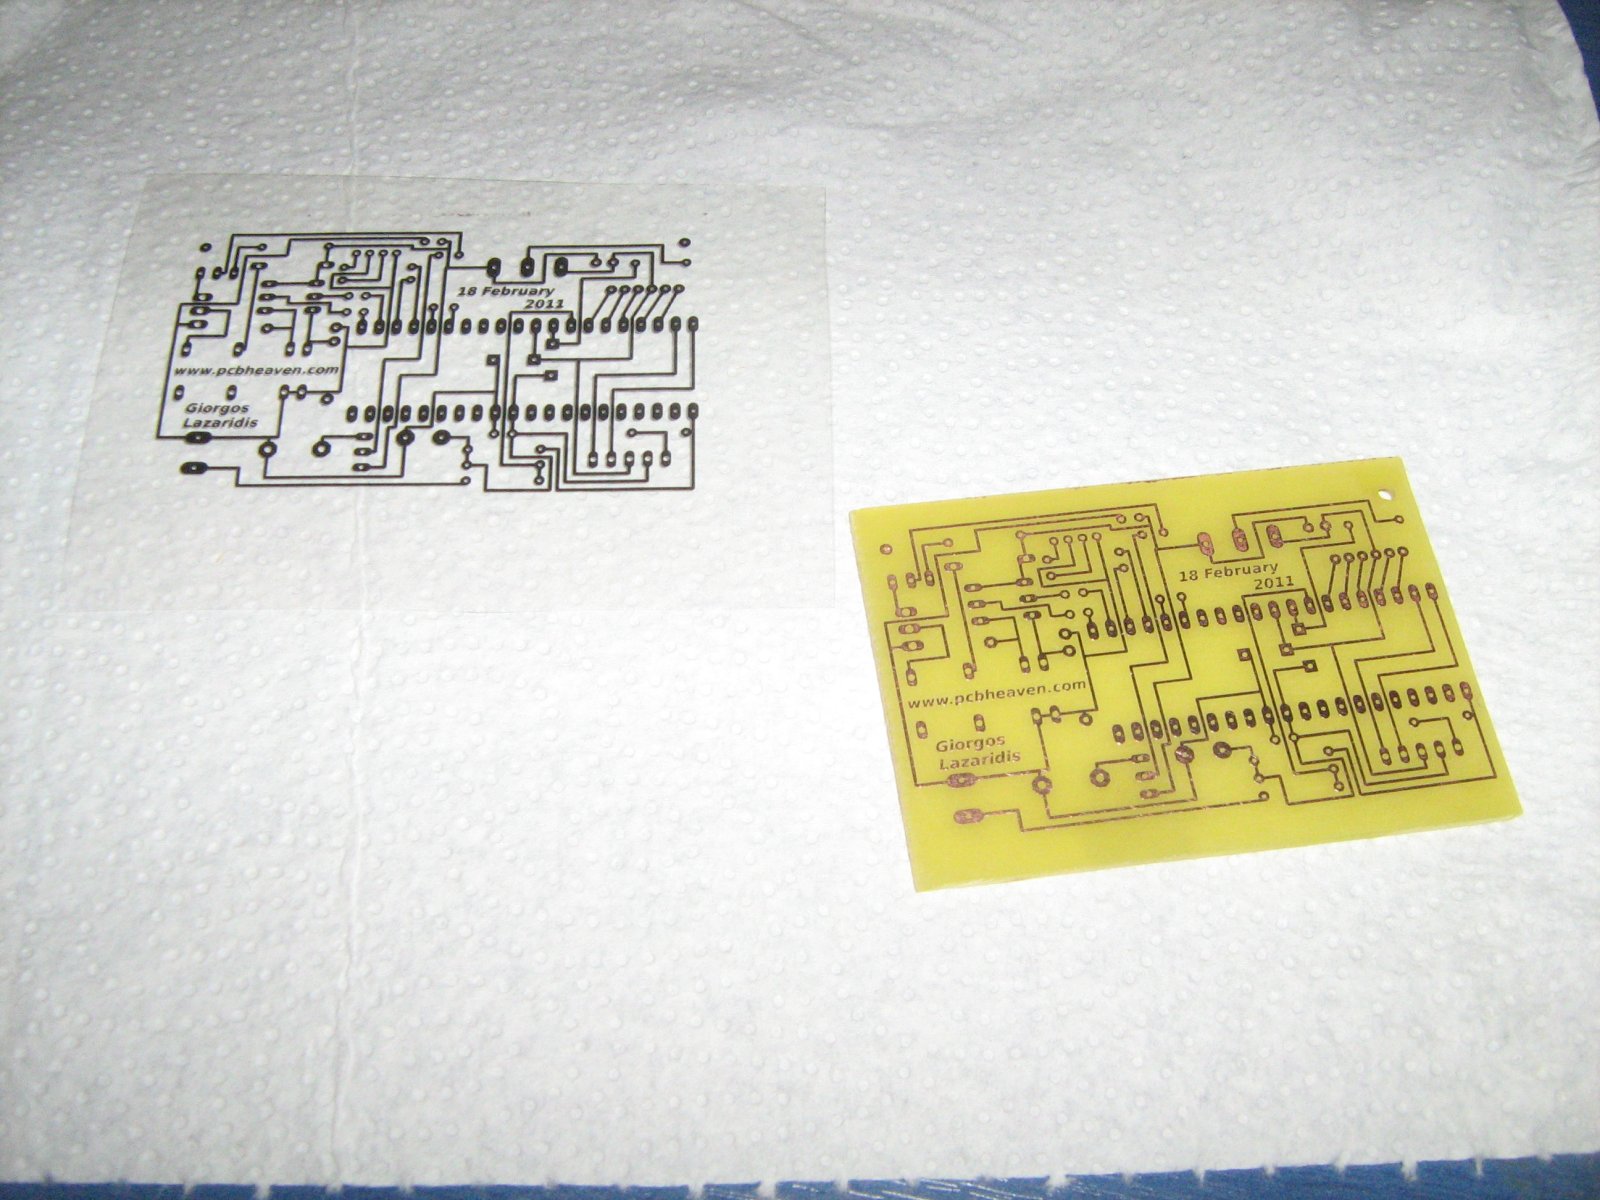 18 February
2011
www.pcbheaven.com
Giorgos
Lazaridis
18 February
2011
www.pcbheaven.com
Giorgos
Lazaridis